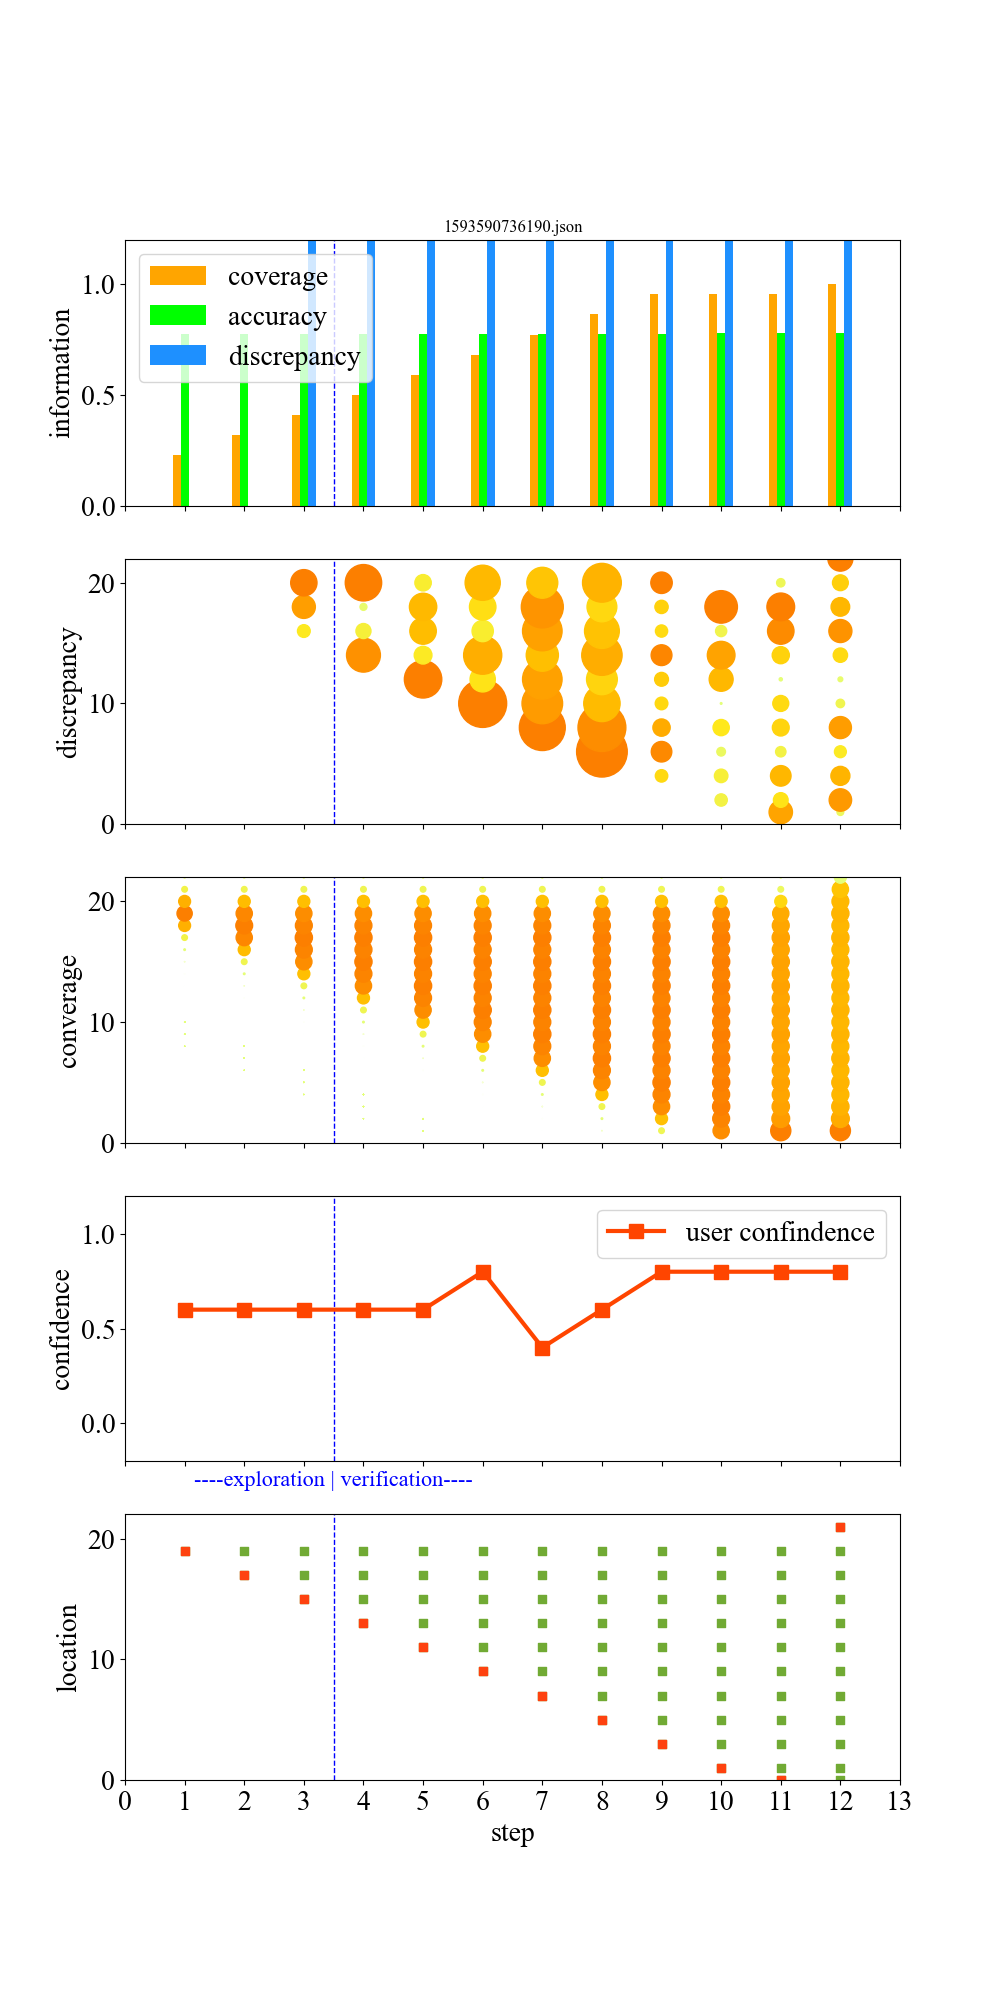 1593590736190.json
coverage
accuracy
discrepancy
1.0
0.5
0.0
information
20
10
0
discrepancy
20
10
0
converage
user confindence
1.0
0.5
0.0
confidence
----exploration | verification----
20
10
0
location
0 1 2 3 4 5 6 7 8 9 10 11 12 13
step